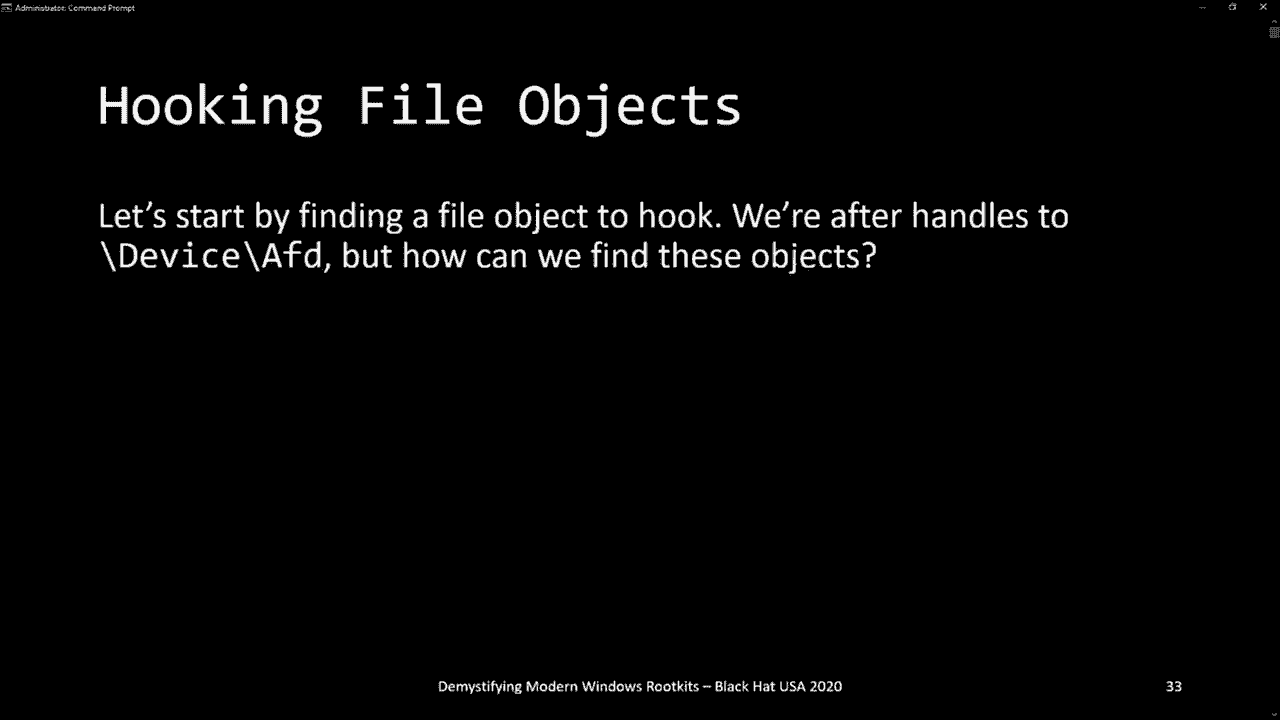 Administrator: Command Prompt
Hooking File Objects
Let’s start by finding a file object to hook. We’re after handles to
\Device\Afd, but how can we find these objects?
Demystifying Modern Windows Rootkits – Black Hat USA 2020
33